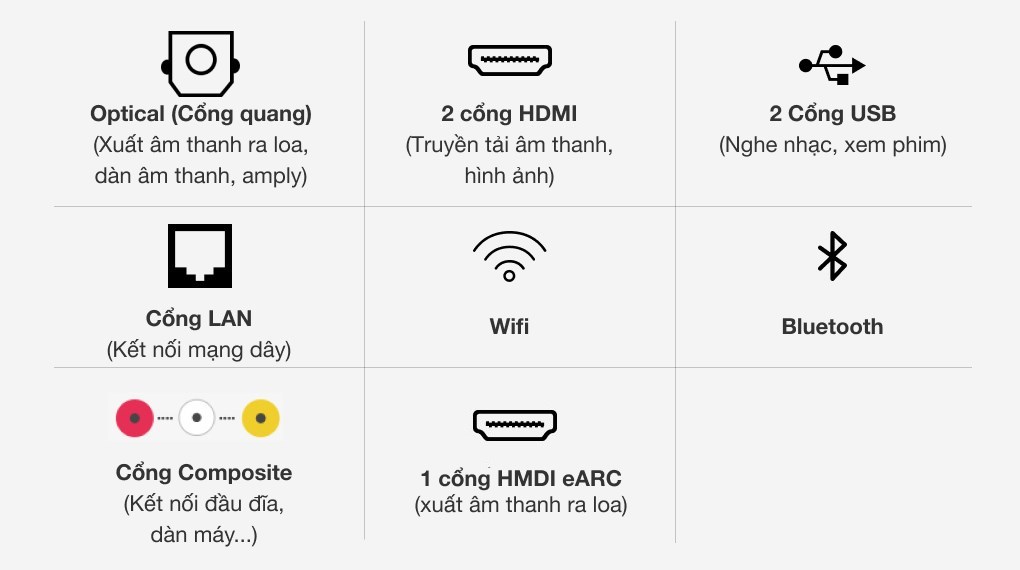 Optical (Cổng quang)
(Xuất âm thanh ra loa,
dàn âm thanh, amply)
2 cổng HDMI
(Truyền tải âm thanh,
hình ảnh)
2 Cổng USB
(Nghe nhạc, xem phim)
Cổng LAN
(Kết nối mạng dây)
Wifi
Bluetooth
Cổng Composite
(Kết nối đầu đĩa,
dàn máy...)
1 cổng HMDI eARC
(xuất âm thanh ra loa)